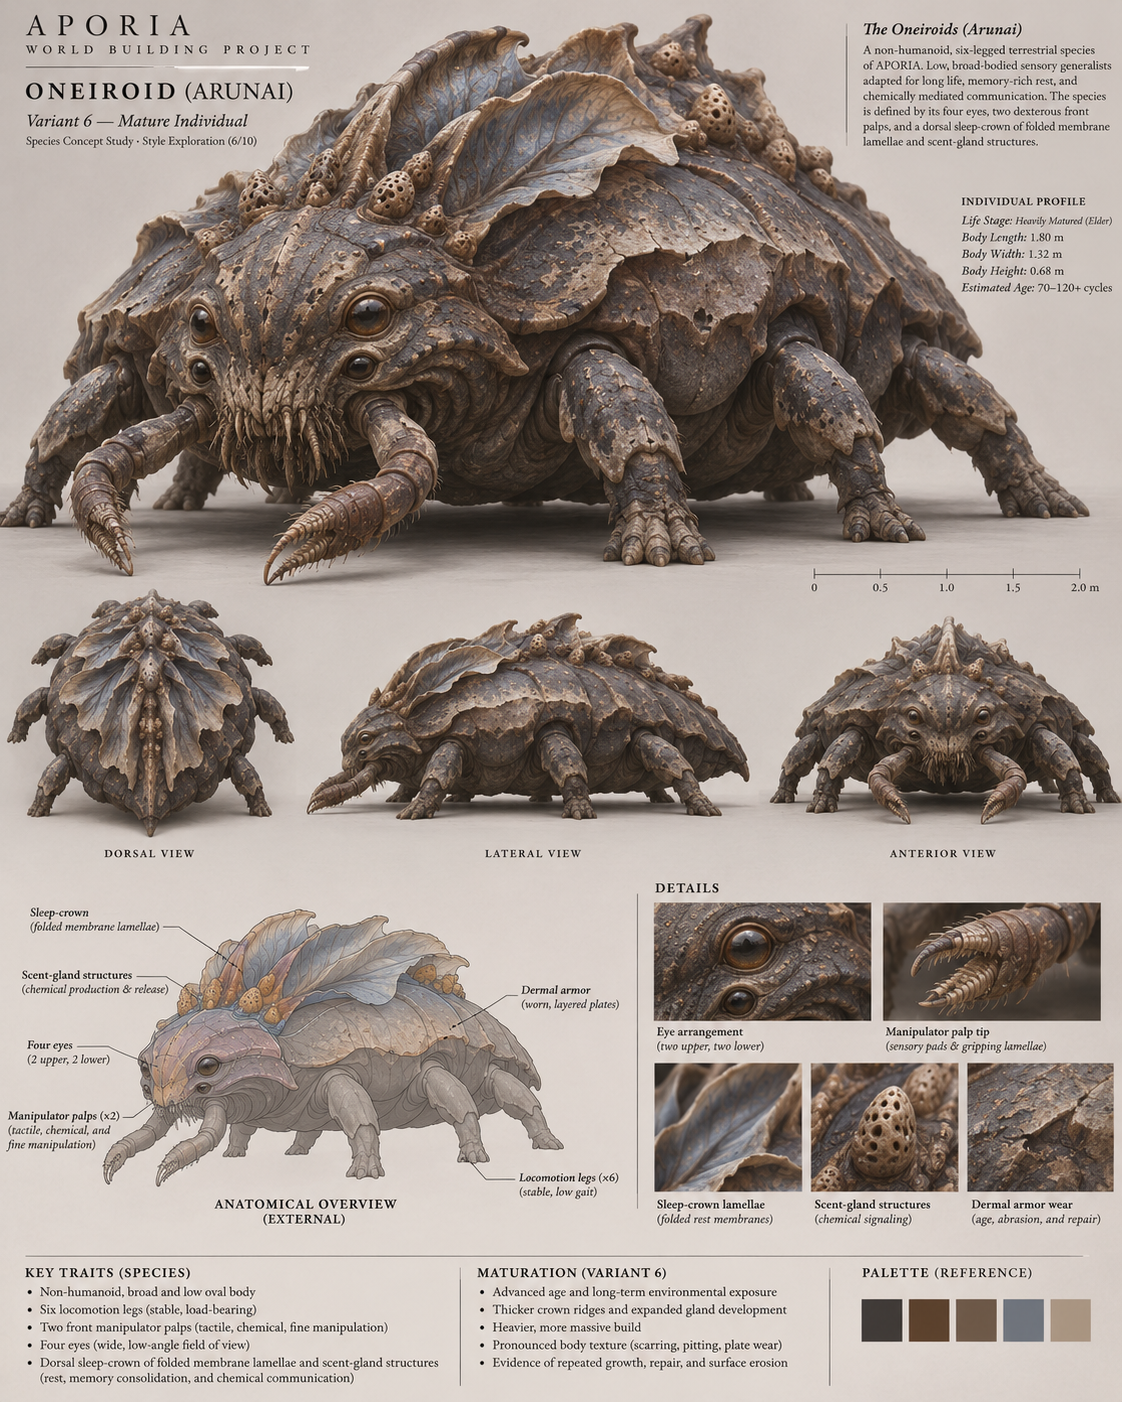 APORIA
WORLD BUILDING PROJECT
ONEIROID (ARUNAI)
Variant 6 — Mature Individual
Species Concept Study · Style Exploration (6/10)
The Oneiroids (Arunai)
A non-humanoid, six-legged terrestrial species
of APORIA. Low, broad-bodied sensory generalists
adapted for long life, memory-rich rest, and
chemically mediated communication. The species
is defined by its four eyes, two dexterous front
palps, and a dorsal sleep-crown of folded membrane
lamellae and scent-gland structures.
INDIVIDUAL PROFILE
Life Stage: Heavily Matured (Elder)
Body Length: 1.80 m
Body Width: 1.32 m
Body Height: 0.68 m
Estimated Age: 70–120+ cycles
0 0.5 1.0 1.5 2.0 m
DORSAL VIEW
LATERAL VIEW
ANTERIOR VIEW
Sleep-crown
(folded membrane lamellae)
Scent-gland structures
(chemical production & release)
Four eyes
(2 upper, 2 lower)
Manipulator palps (×2)
(tactile, chemical, and
fine manipulation)
Dermal armor
(worn, layered plates)
Locomotion legs (×6)
(stable, low gait)
ANATOMICAL OVERVIEW
(EXTERNAL)
DETAILS
Eye arrangement
(two upper, two lower)
Manipulator palp tip
(sensory pads & gripping lamellae)
Sleep-crown lamellae
(folded rest membranes)
Scent-gland structures
(chemical signaling)
Dermal armor wear
(age, abrasion, and repair)
KEY TRAITS (SPECIES)
• Non-humanoid, broad and low oval body
• Six locomotion legs (stable, load-bearing)
• Two front manipulator palps (tactile, chemical, fine manipulation)
• Four eyes (wide, low-angle field of view)
• Dorsal sleep-crown of folded membrane lamellae and scent-gland structures
(rest, memory consolidation, and chemical communication)
MATURATION (VARIANT 6)
• Advanced age and long-term environmental exposure
• Thicker crown ridges and expanded gland development
• Heavier, more massive build
• Pronounced body texture (scarring, pitting, plate wear)
• Evidence of repeated growth, repair, and surface erosion
PALETTE (REFERENCE)